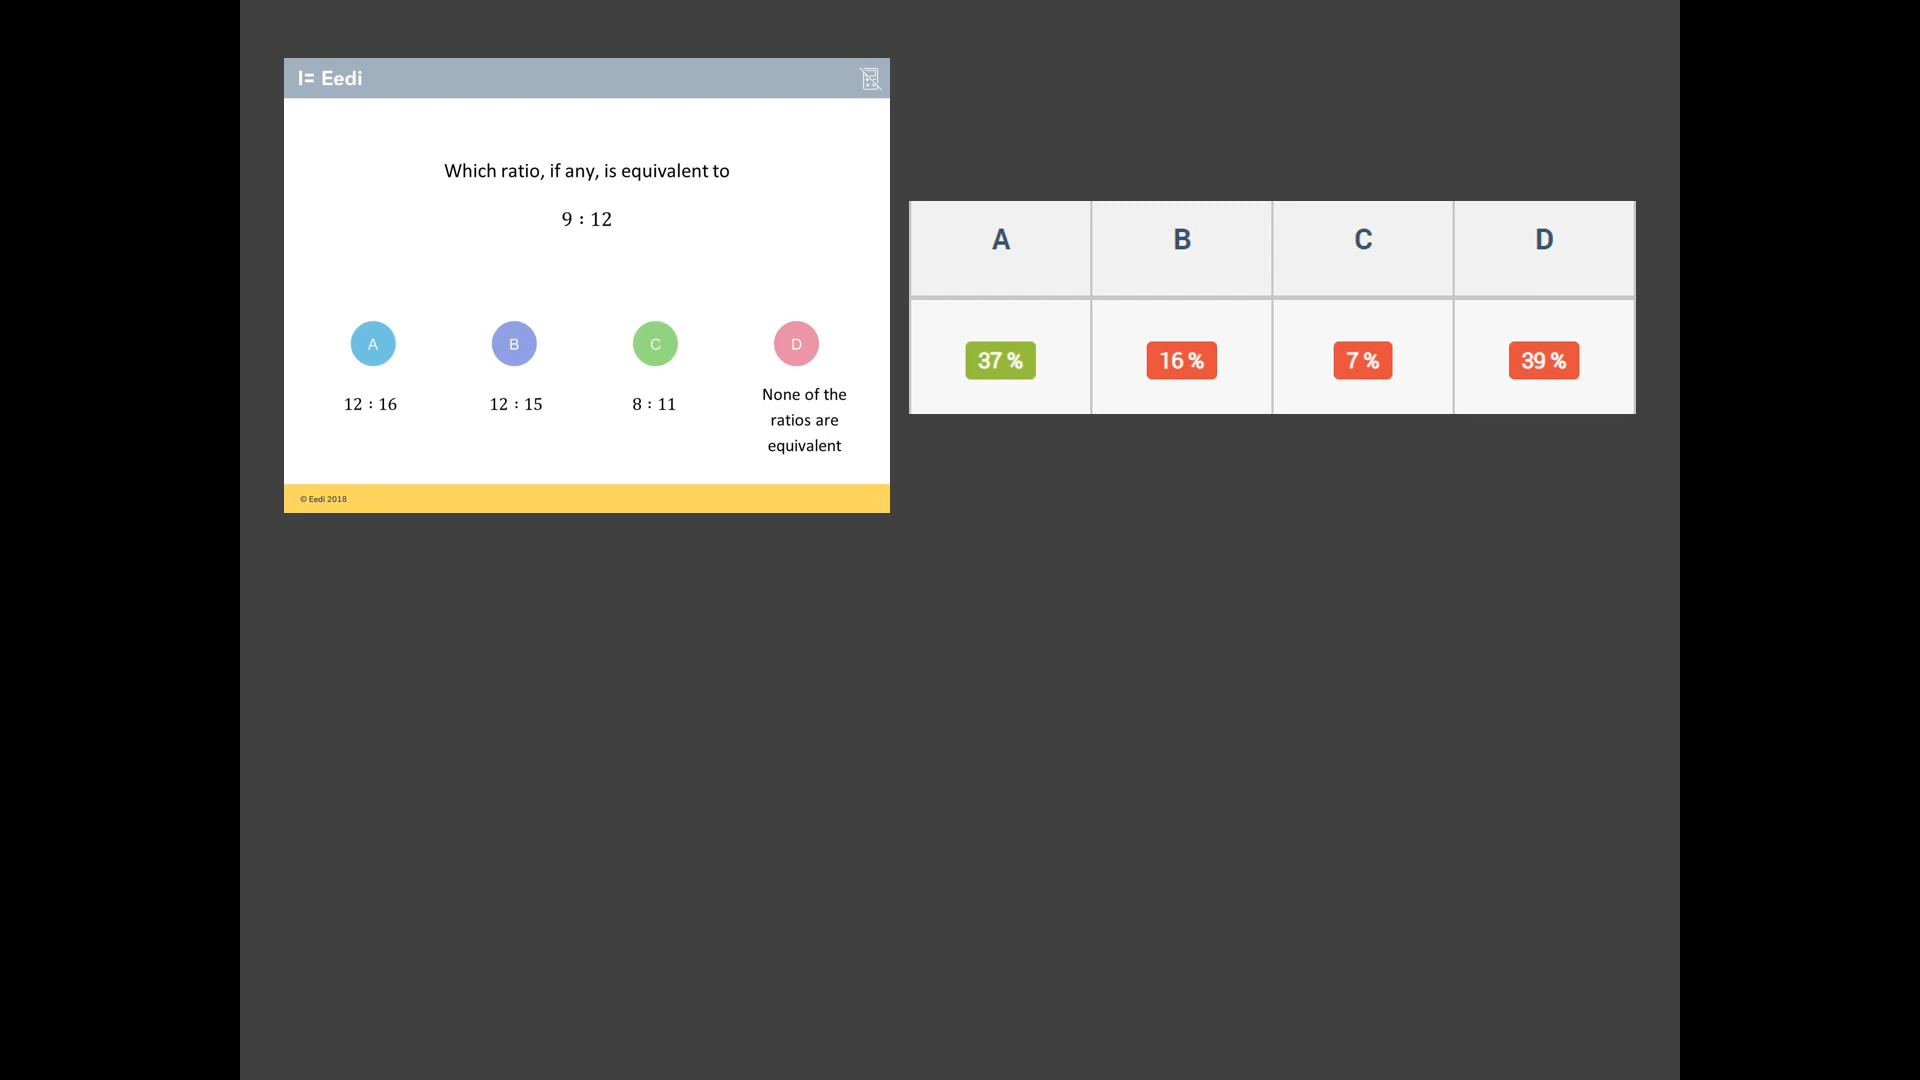 I= Eedi
Which ratio, if any, is equivalent to
9 : 12
A B C D
12 : 16 12 : 15 8 : 11 None of the
ratios are
equivalent
© Eedi 2018
A B C D
37 % 16 % 7 % 39 %